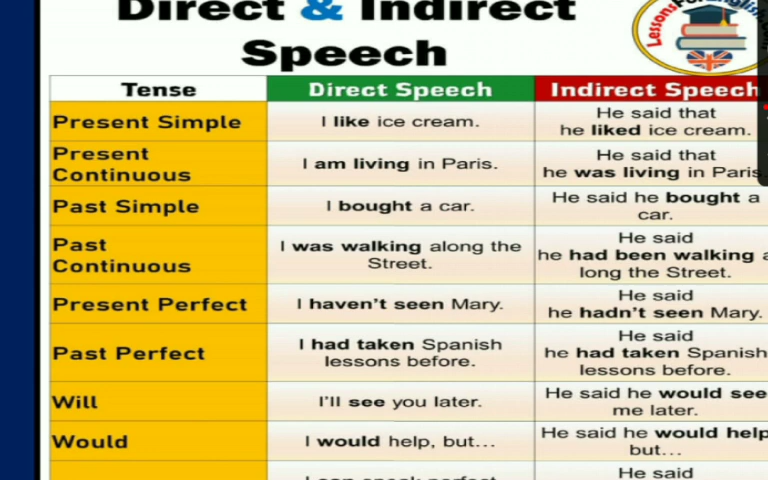 Direct & Indirect
Speech
LessonsForEnglish
Tense Direct Speech Indirect Speech
Present Simple
I like ice cream.
He said that
he liked ice cream.
Present
Continuous
I am living in Paris.
He said that
he was living in Paris.
Past Simple
I bought a car.
He said he bought a
car.
Past
Continuous
I was walking along the
Street.
He said
he had been walking a
long the Street.
Present Perfect
I haven't seen Mary.
He said
he hadn't seen Mary.
Past Perfect
I had taken Spanish
lessons before.
He said
he had taken Spanish
lessons before.
Will
I'll see you later.
He said he would see
me later.
Would
I would help, but...
He said he would help
but...
He said